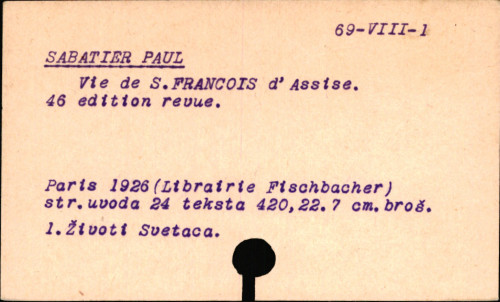 69-VIII-1
SABATIER PAUL
Vie de S.FRANCOIS d'Assise.
46 edition revue.
Paris 1926(Librairie Fischbacher)
str.uvoda 24 teksta 420,22.7 cm.broš.
1.Životi Svetaca.